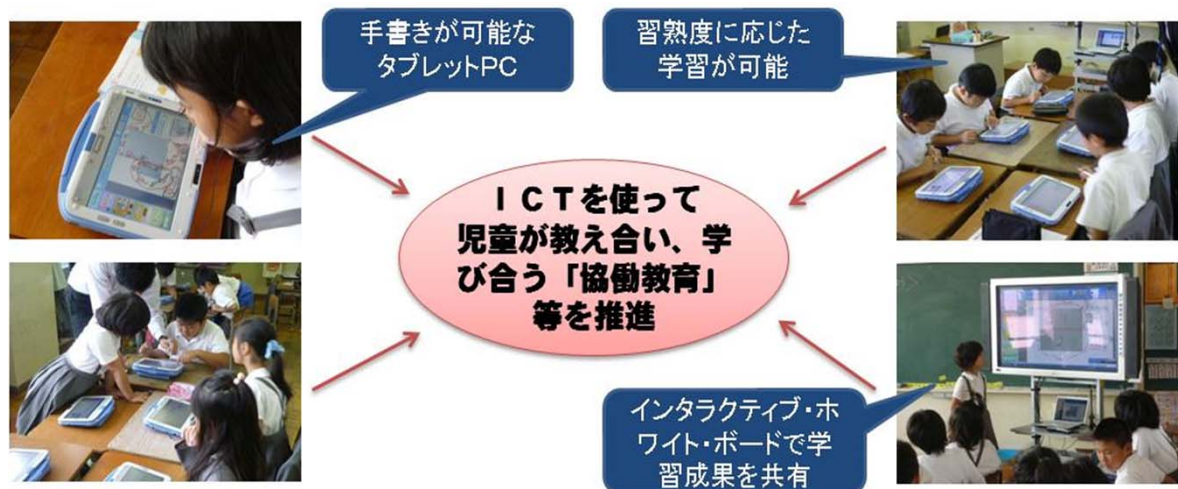 手書きが可能な
タブレットPC
習熟度に応じた
学習が可能
ＩＣＴを使って
児童が教え合い、学
び合う「協働教育」
等を推進
インタラクティブ・ホ
ワイト・ボードで学
習成果を共有